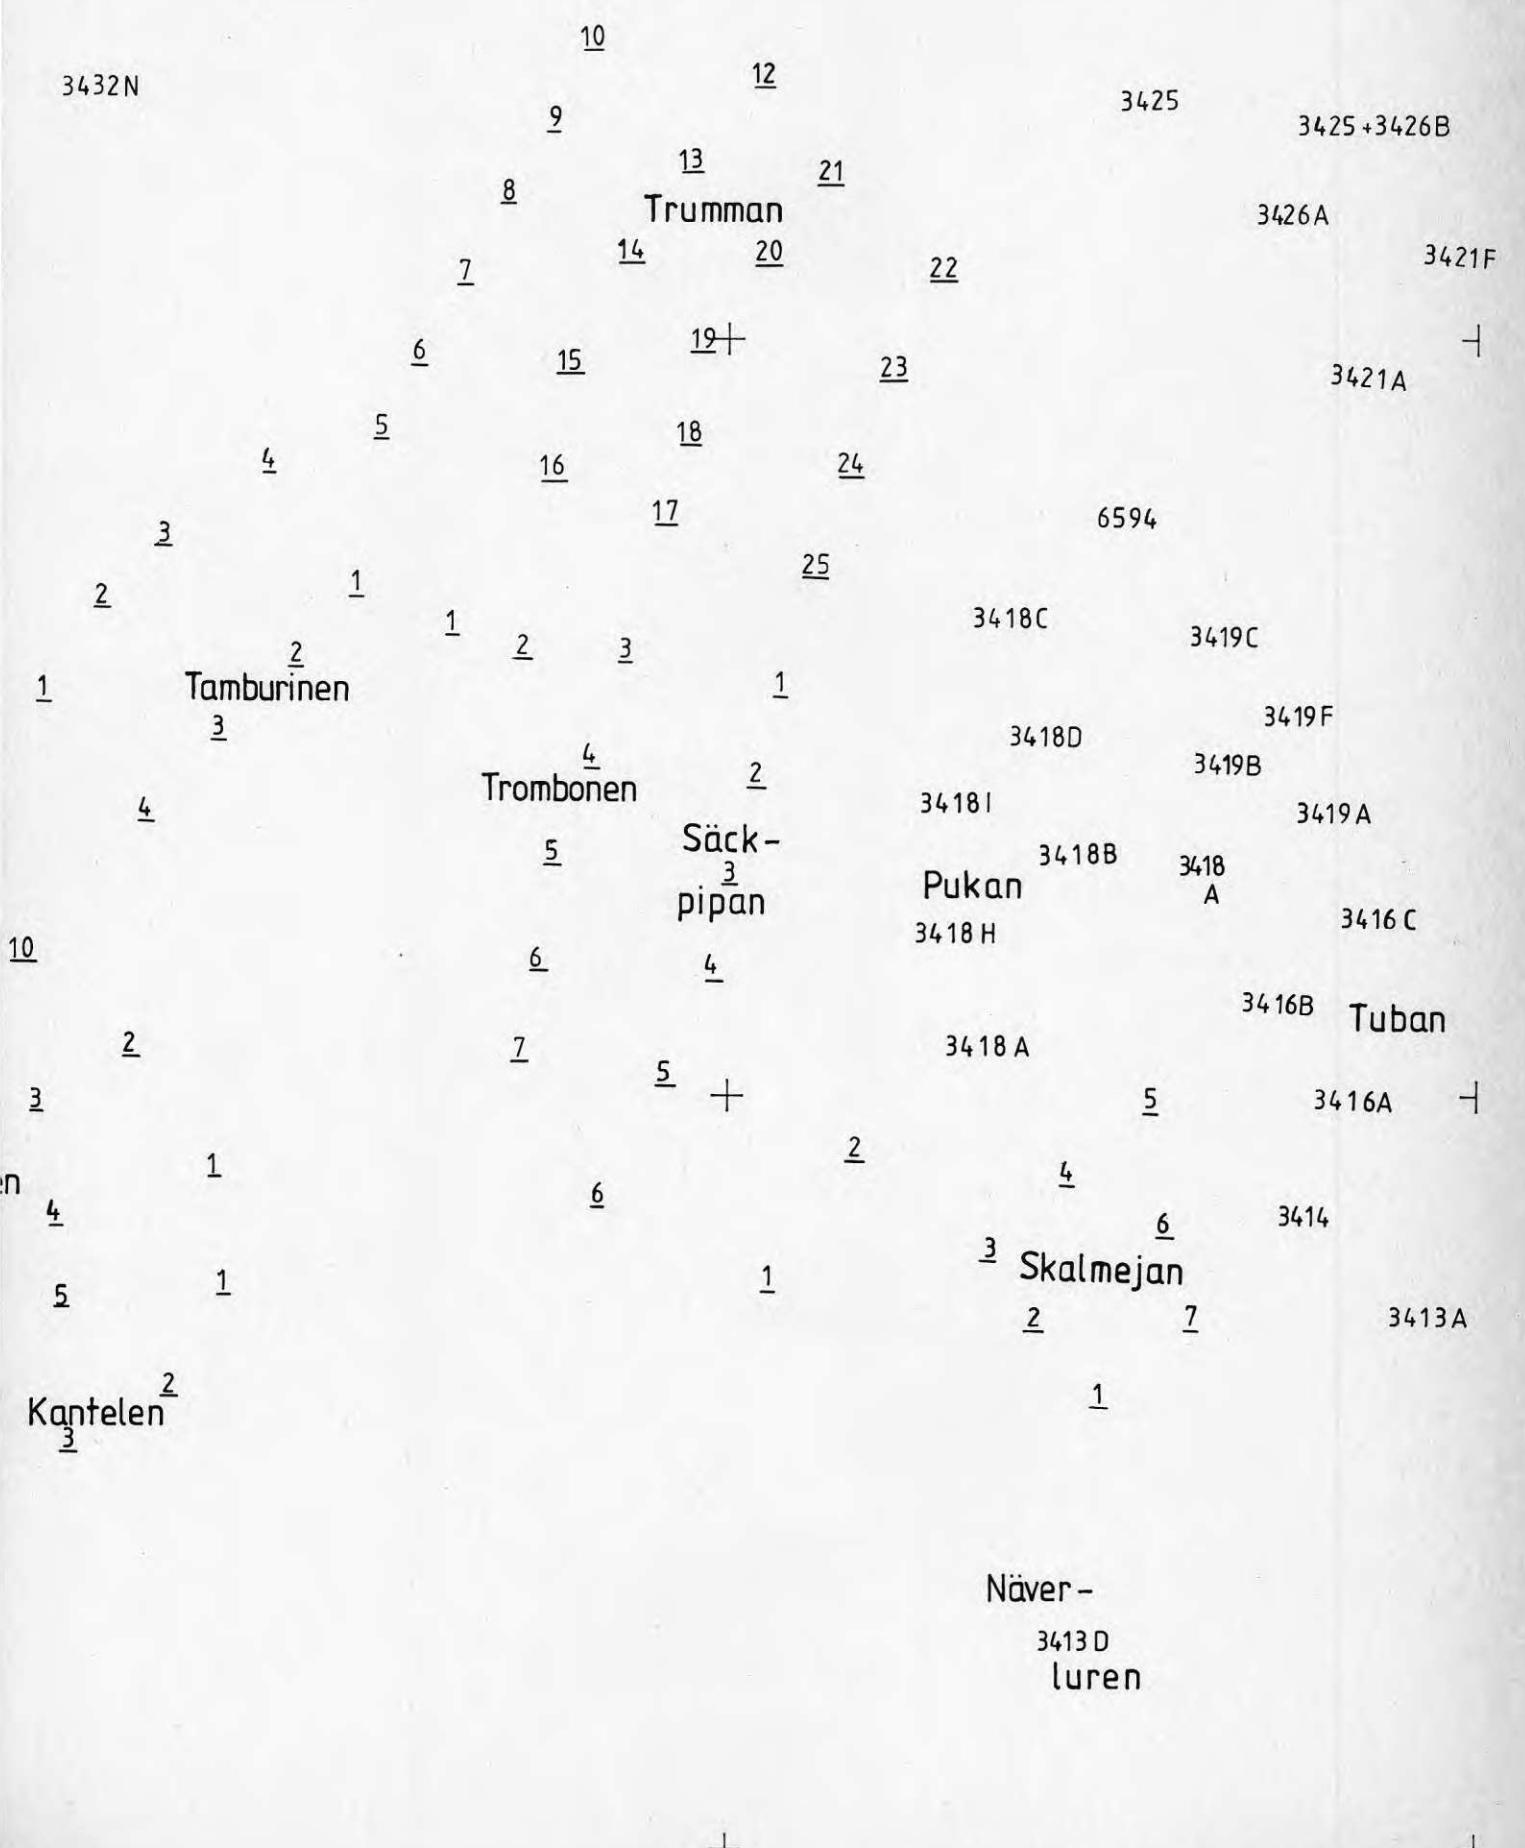 10
3432N
12
3425
9
3425+3426B
13
21
8
Trumman
3426A
14
20
7
22
3421F
19
6
15
23
3421A
5
18
4
16
24
17
3
6594
25
1
2
3418C
1
2
3
3419C
2
1
Tamburinen
1
3
3419F
3418D
4
2
3419B
Trombonen
3418I
4
3419A
Säck-
5
3418B
3418
A
3
Pukan
pipan
3416C
3418H
10
6
4
3416B
Tuban
2
7
3418A
5
3
5
3416A
2
1
4
en
4
6
3414
6
3
Skalmejan
5
1
1
2
7
3413A
2
1
Kantelen
3
Näver-
3413D
luren